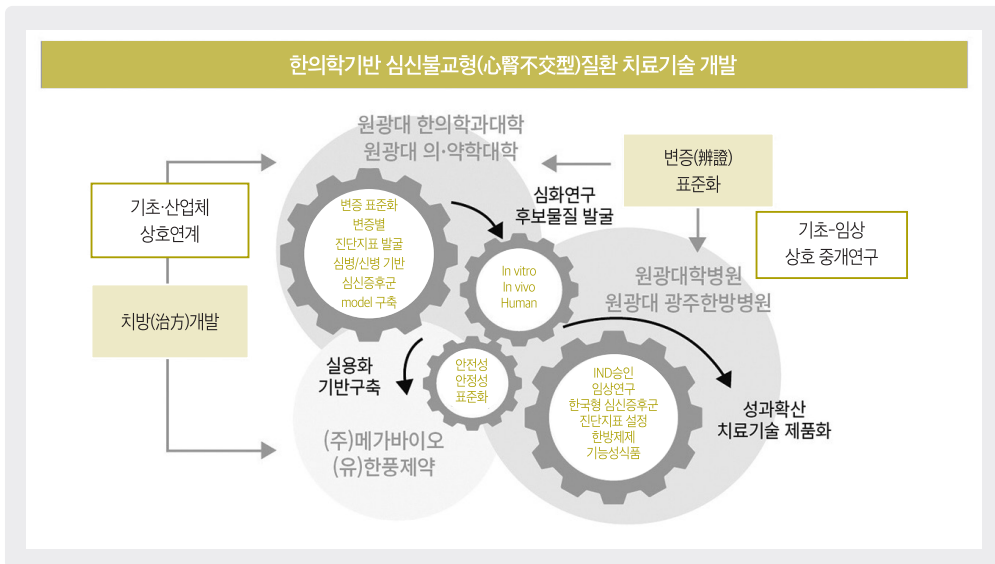 한의학기반 심신불교형(心腎不交型)질환 치료기술 개발
원광대 한의학과대학
원광대 의·약학대학
변증(辨證)
표준화
기초·산업체
상호연계
변증 표준화
변증별
진단지표 발굴
심병/신병 기반
심신증후군
model 구축
심화연구
후보물질 발굴
기초-임상
상호 중개연구
In vitro
In vivo
Human
원광대학병원
원광대 광주한방병원
치방(治方)개발
실용화
기반구축
안전성
안정성
표준화
IND승인
임상연구
한국형 심신증후군
진단지표 설정
한방제제
기능성식품
성과확산
치료기술 제품화
(주)메가바이오
(유)한풍제약